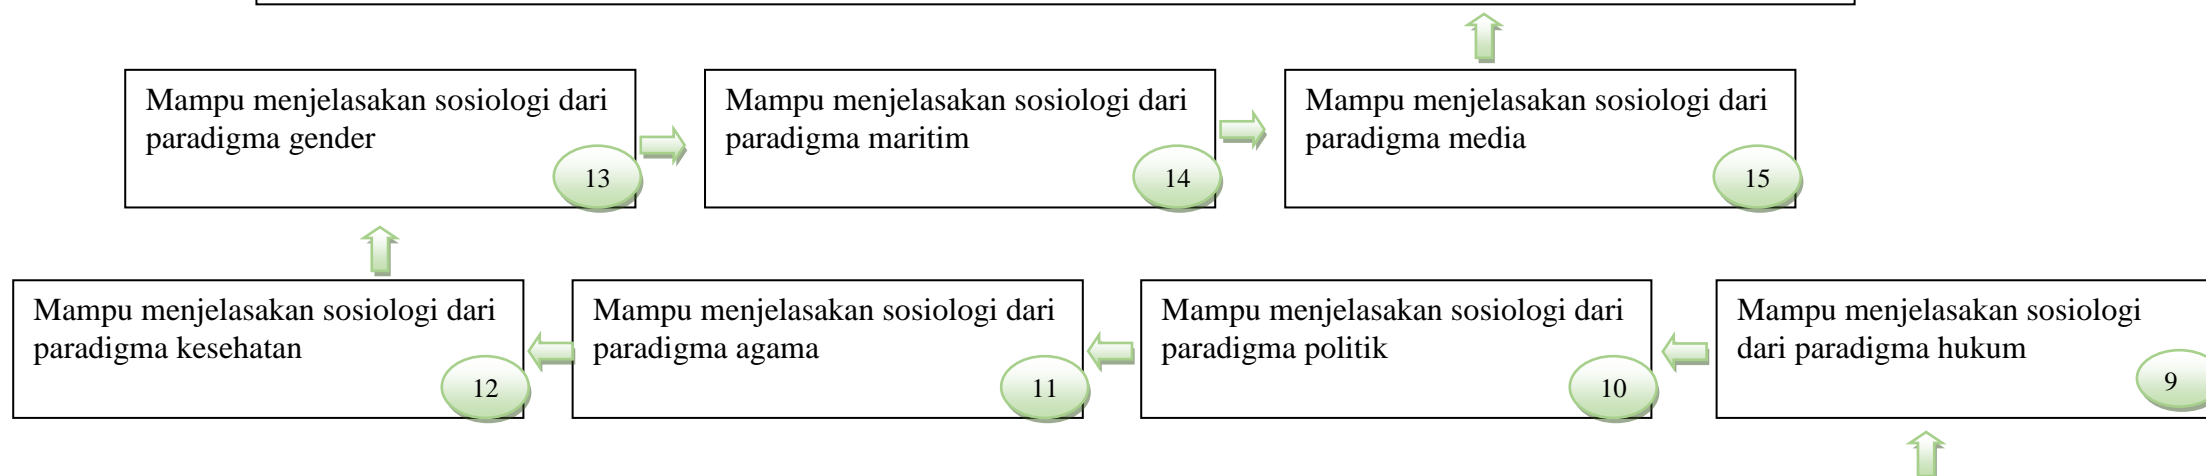 Mampu menjelasakan sosiologi dari
paradigma gender
13
Mampu menjelasakan sosiologi dari
paradigma maritim
14
Mampu menjelasakan sosiologi dari
paradigma media
15
Mampu menjelasakan sosiologi dari
paradigma kesehatan
12
Mampu menjelasakan sosiologi dari
paradigma agama
11
Mampu menjelasakan sosiologi dari
paradigma politik
10
Mampu menjelasakan sosiologi
dari paradigma hukum
9